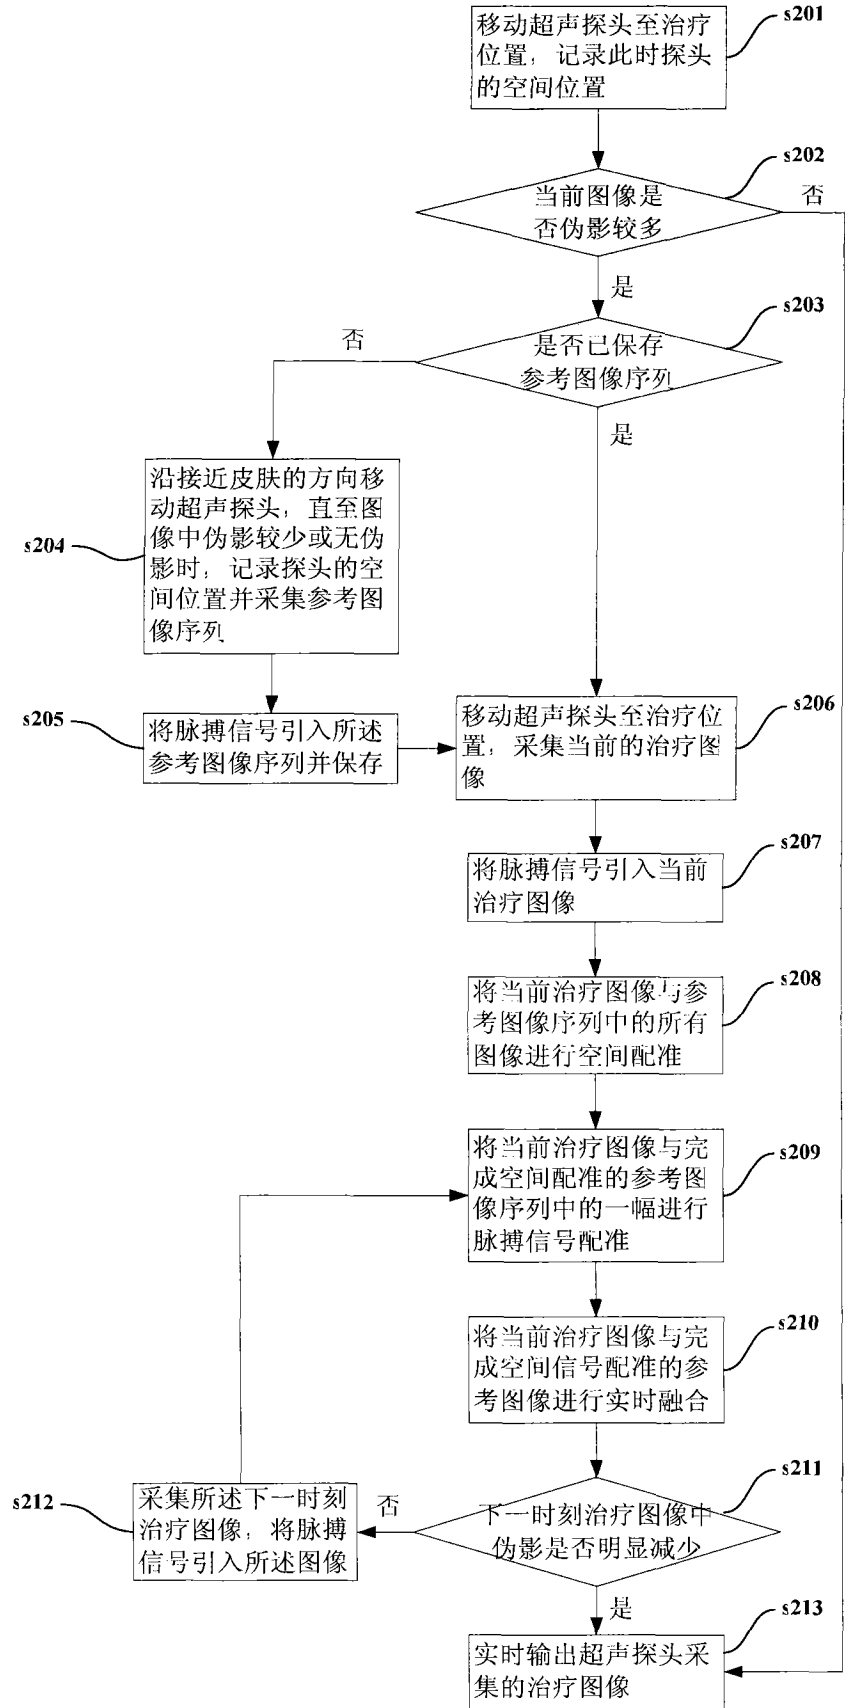 移动超声探头至治疗
位置，记录此时探头
的空间位置
s201
当前图像是
否伪影较多
s202
否
是
是否已保存
参考图像序列
s203
否
是
沿接近皮肤的方向移
动超声探头，直至图
像中伪影较少或无伪
影时，记录探头的空
间位置并采集参考图
像序列
s204
将脉搏信号引入所述
参考图像序列并保存
s205
移动超声探头至治疗位
置，采集当前的治疗图
像
s206
将脉搏信号引入当前
治疗图像
s207
将当前治疗图像与参
考图像序列中的所有
图像进行空间配准
s208
将当前治疗图像与完
成空间配准的参考图
像序列中的一幅进行
脉搏信号配准
s209
将当前治疗图像与完
成空间信号配准的参
考图像进行实时融合
s210
下一时刻治疗图像中
伪影是否明显减少
s211
否
是
采集所述下一时刻
治疗图像，将脉搏
信号引入所述图像
s212
实时输出超声探头采
集的治疗图像
s213